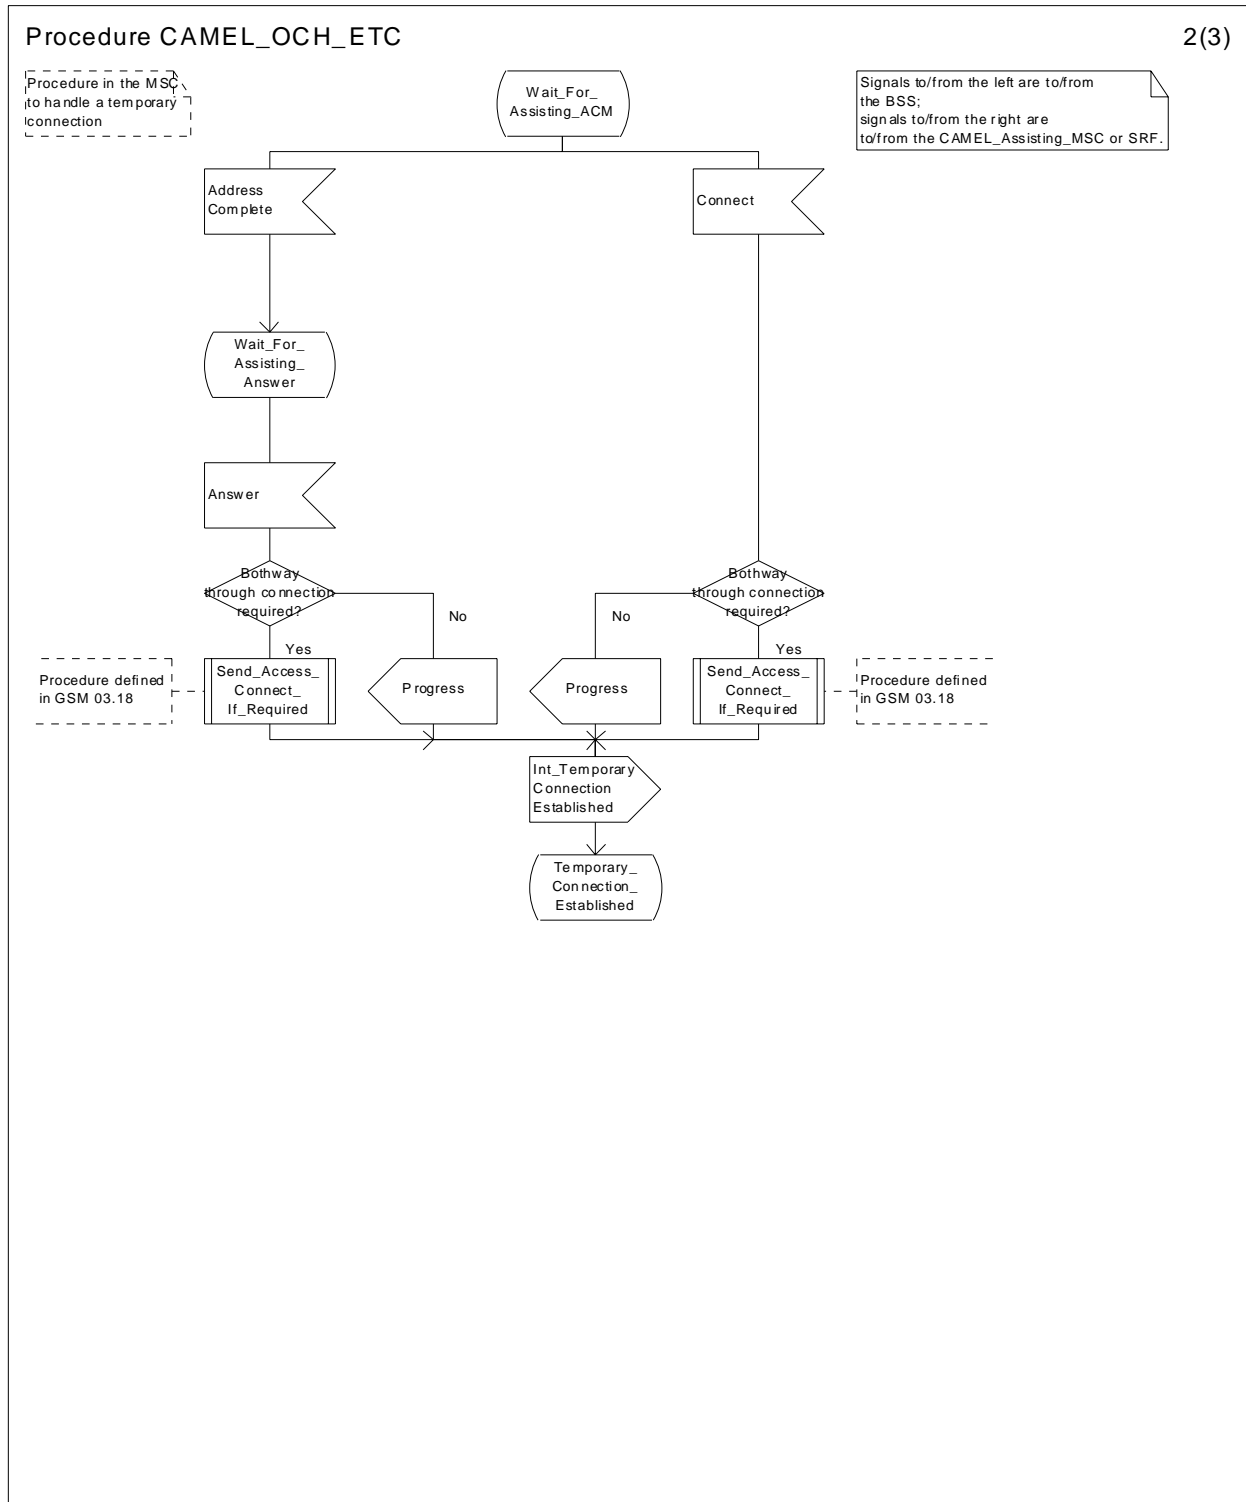 Procedure CAMEL_OCH_ETC
2(3)
Procedure in the MSC
to handle a temporary
connection
Wait_For_
Assisting_ACM
Signals to/from the left are to/from
the BSS;
signals to/from the right are
to/from the CAMEL_Assisting_MSC or SRF.
Address
Complete
Connect
Wait_For_
Assisting_
Answer
Answer
Bothway
through connection
required?
No
Yes
Bothway
through connection
required?
No
Yes
Procedure defined
in GSM 03.18
Send_Access_
Connect_
If_Required
Progress
Progress
Send_Access_
Connect_
If_Required
Procedure defined
in GSM 03.18
Int_Temporary
Connection
Established
Temporary_
Connection_
Established